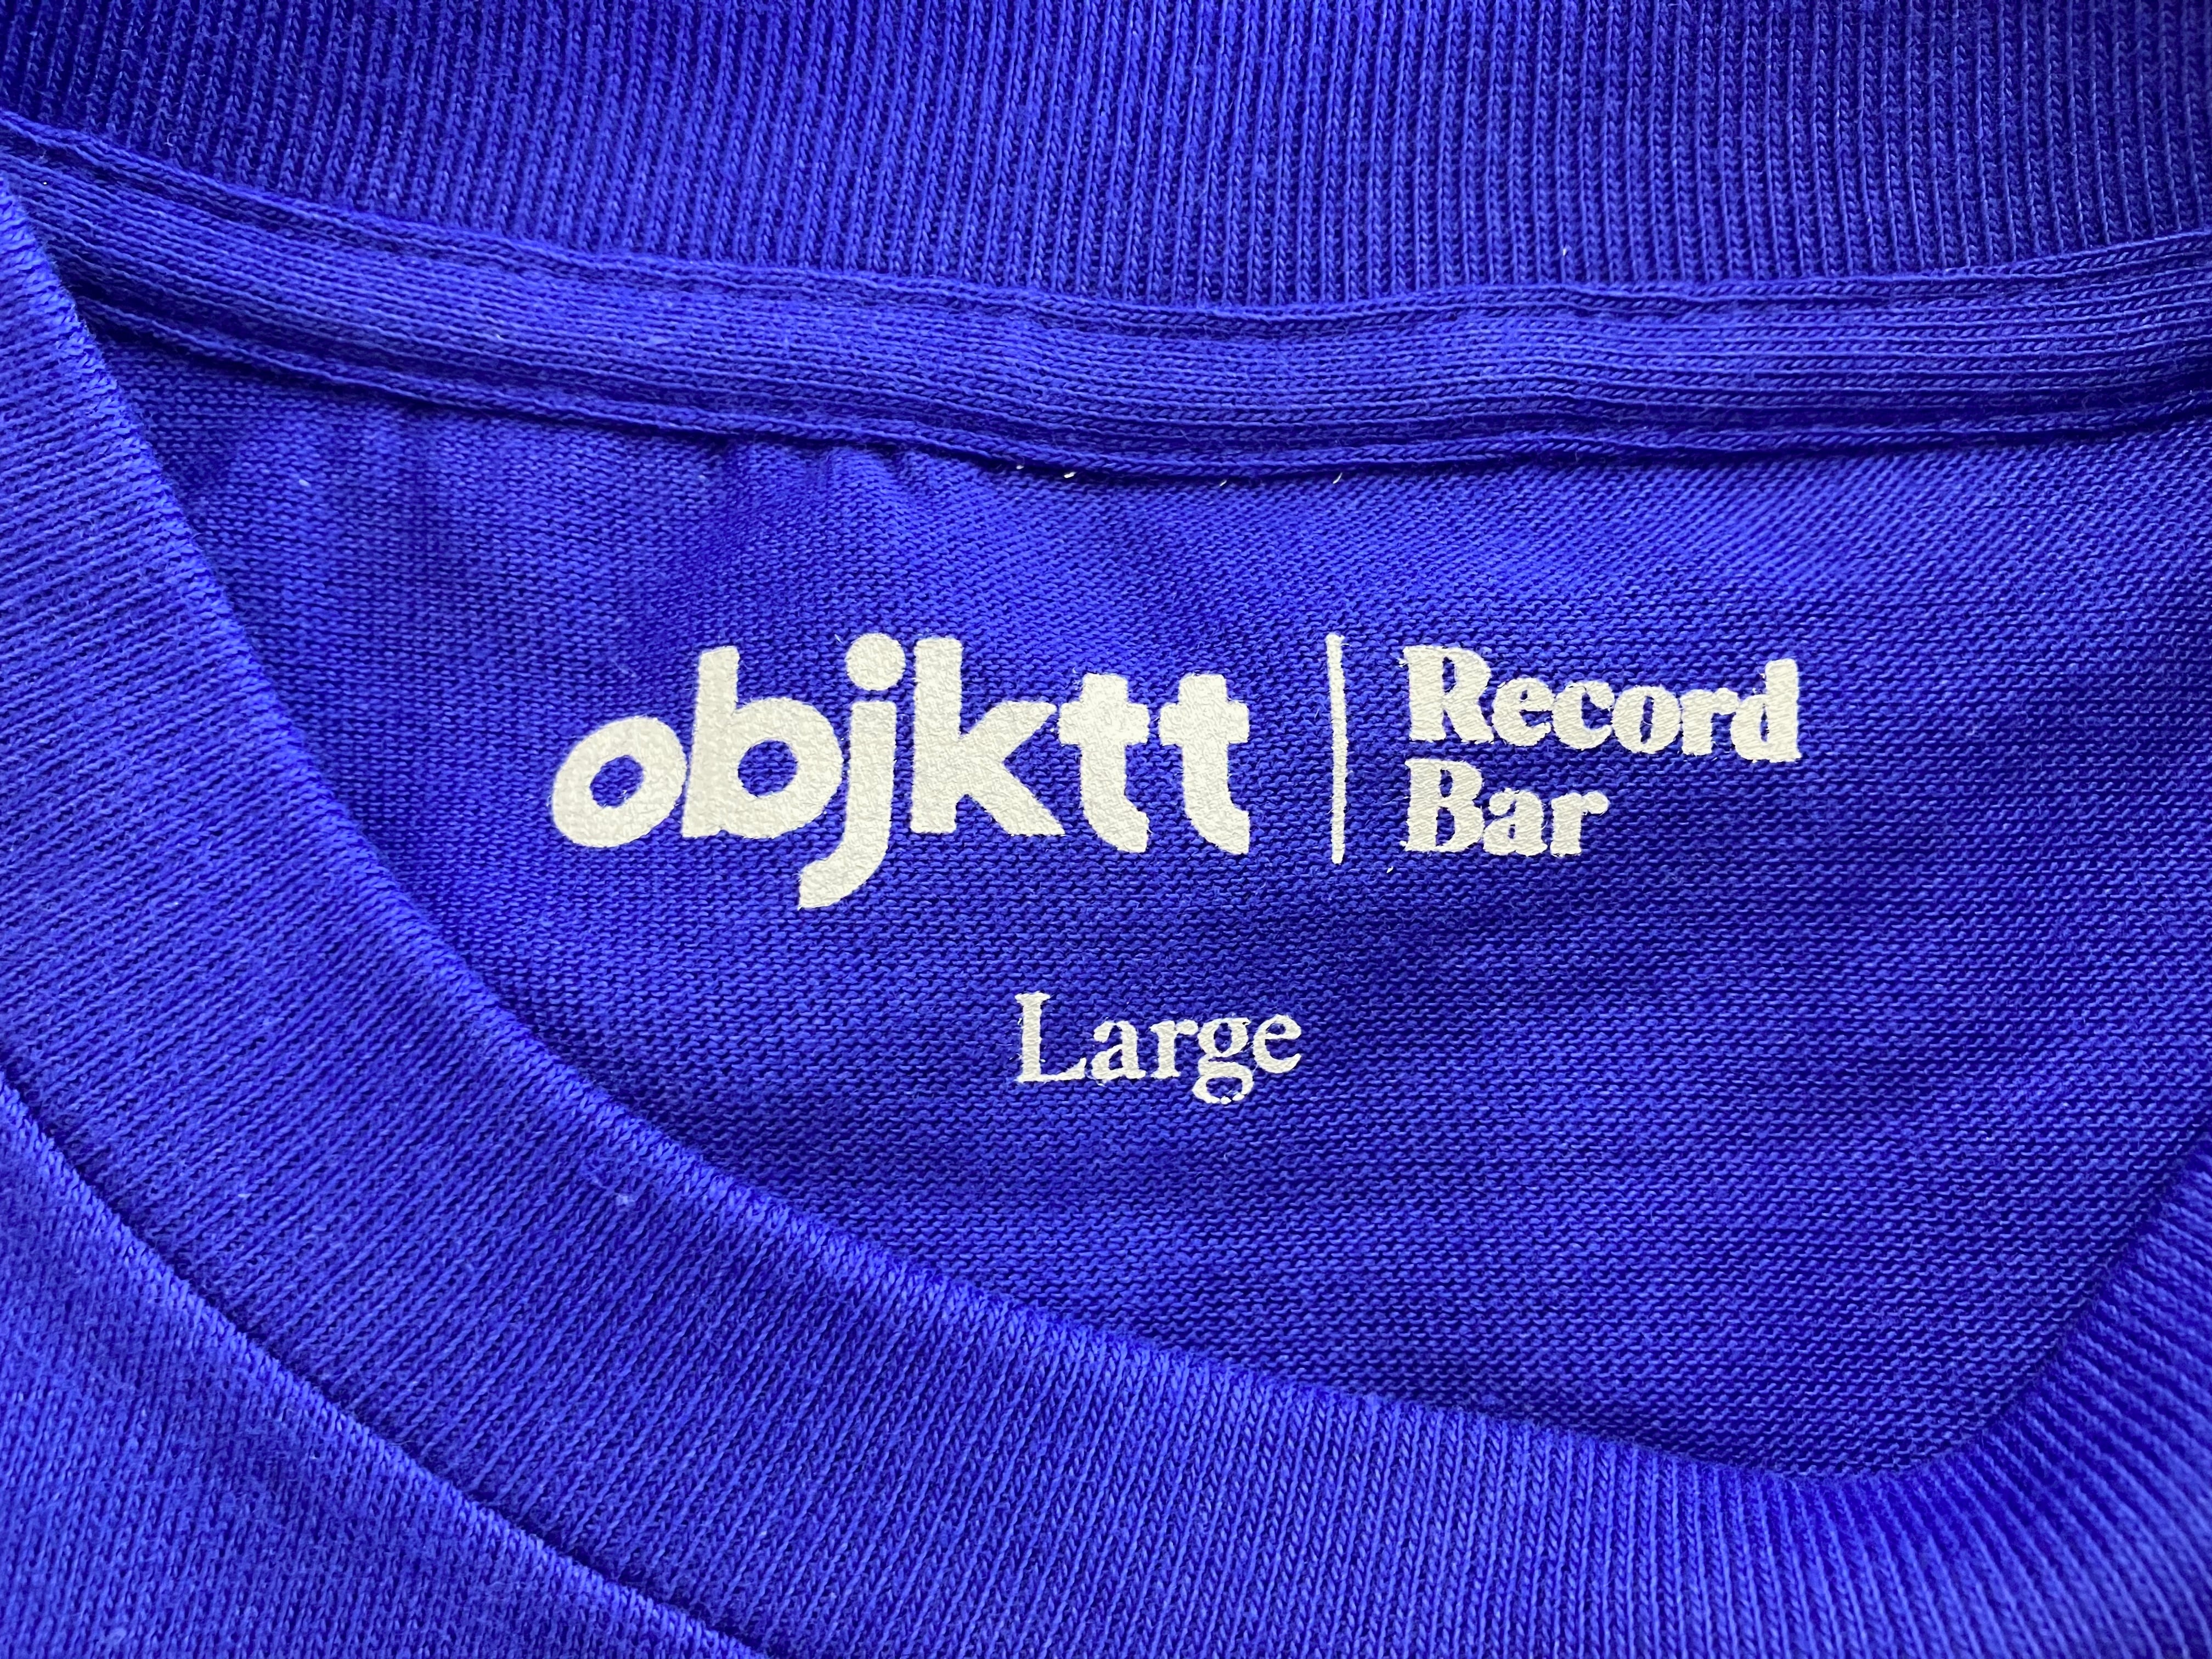 objktt | Record
Bar
Large